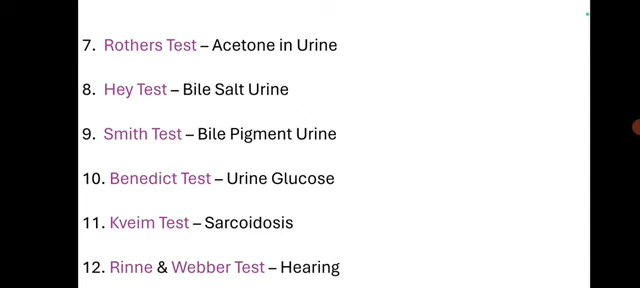 7. Rothers Test – Acetone in Urine
8. Hey Test – Bile Salt Urine
9. Smith Test – Bile Pigment Urine
10. Benedict Test – Urine Glucose
11. Kveim Test – Sarcoidosis
12. Rinne & Webber Test – Hearing